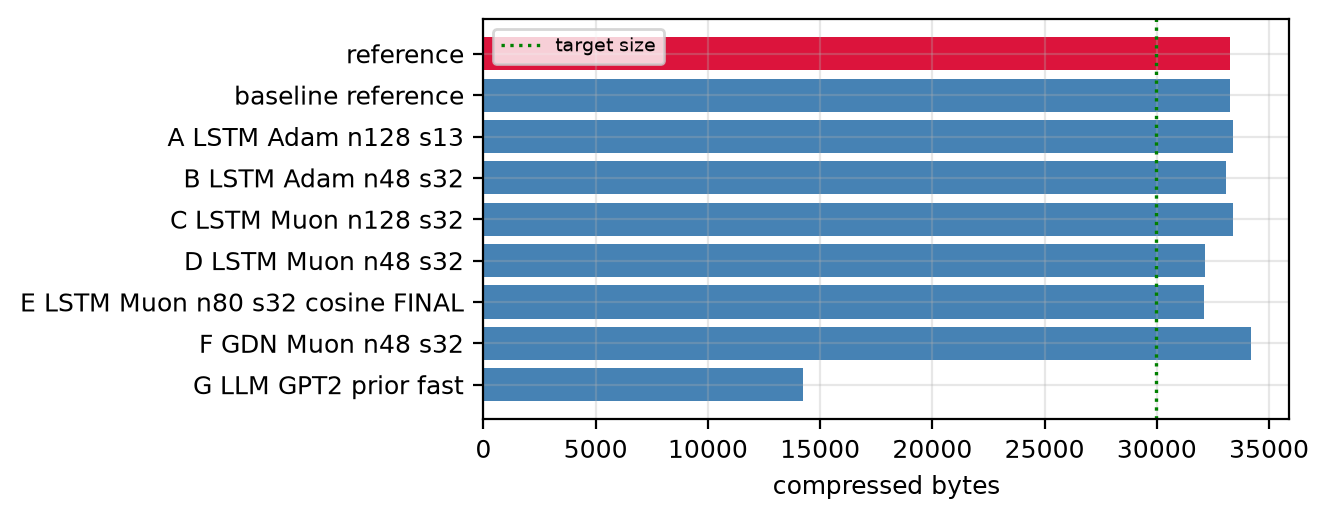 target size
reference
baseline reference
A LSTM Adam n128 s13
B LSTM Adam n48 s32
C LSTM Muon n128 s32
D LSTM Muon n48 s32
E LSTM Muon n80 s32 cosine FINAL
F GDN Muon n48 s32
G LLM GPT2 prior fast
0 5000 10000 15000 20000 25000 30000 35000
compressed bytes